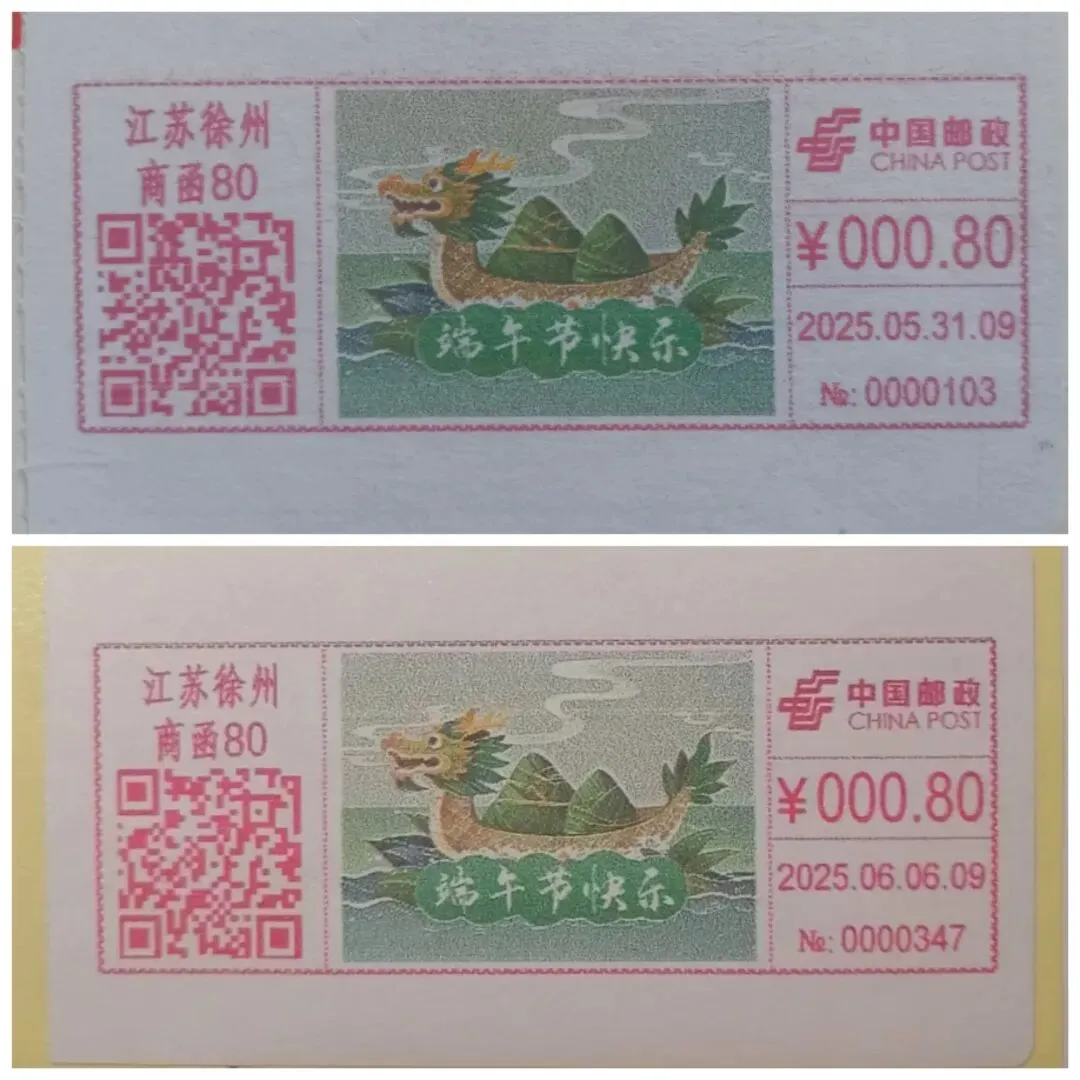 江苏徐州
商函80
端午节快乐
中国邮政
CHINA POST
¥000.80
2025.05.31.09
№: 0000103
江苏徐州
商函80
端午节快乐
中国邮政
CHINA POST
¥000.80
2025.06.06.09
№: 0000347